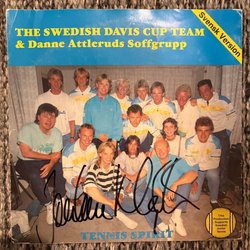 THE SWEDISH DAVIS CUP TEAM
& Danne Attleruds Soffgrupp
Svensk Version
TENNIS SPIRIT